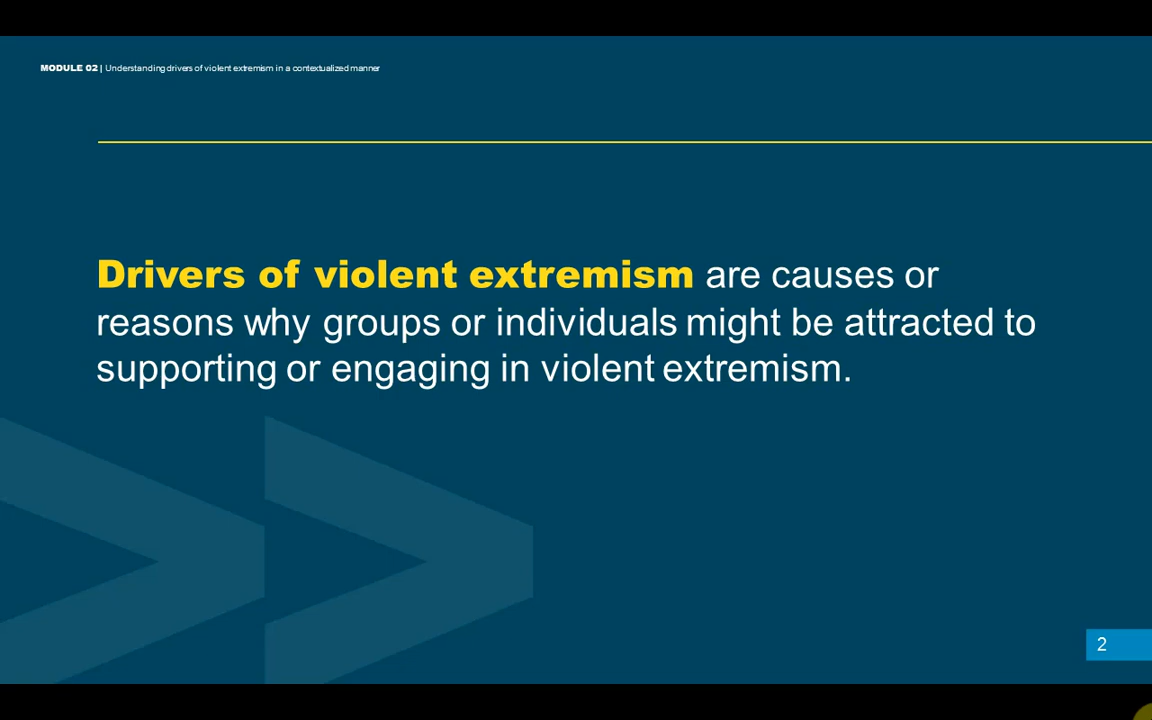 MODULE 02 | Understanding drivers of violent extremism in a contextualized manner
Drivers of violent extremism are causes or
reasons why groups or individuals might be attracted to
supporting or engaging in violent extremism.
2